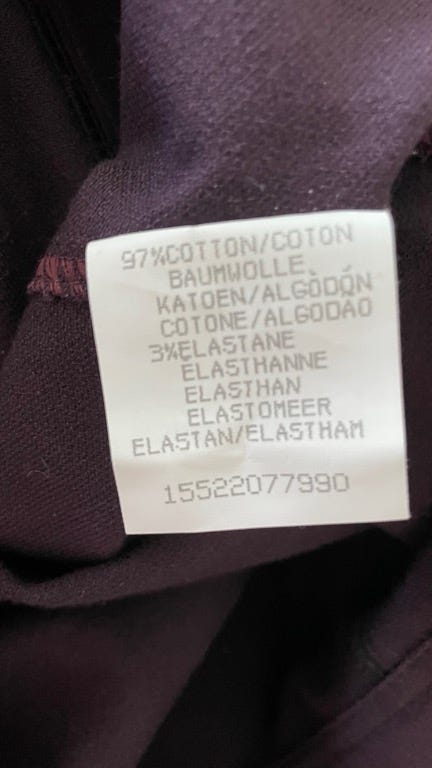 97%COTTON/COTON
BAUMWOLLE
KATOEN/ALGODÓN
COTONE/ALGODAO
3%ELASTANE
ELASTHANNE
ELASTHAN
ELASTOMEER
ELASTAN/ELASTHAM
15522077990